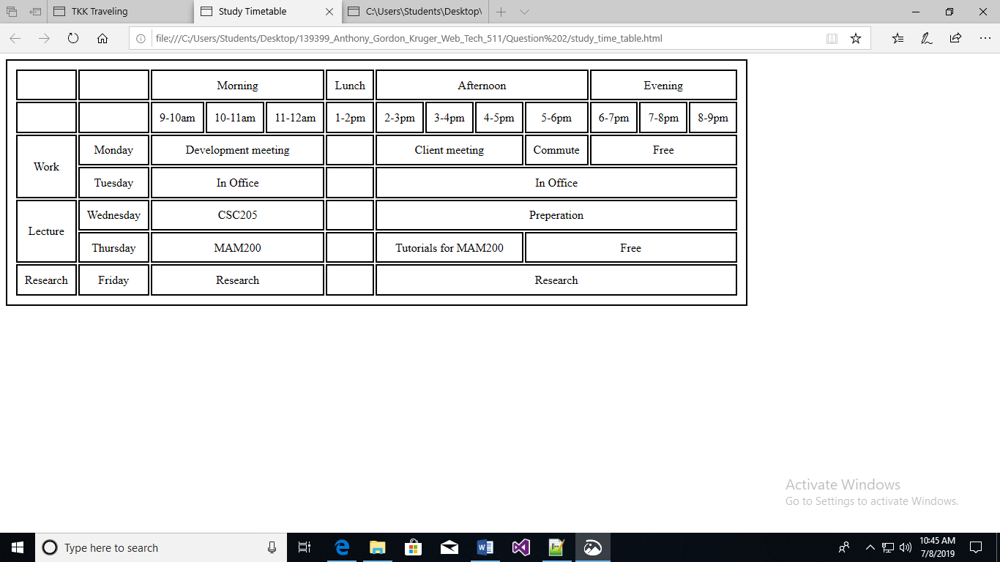 TKK Traveling Study Timetable C:\Users\Students\Desktop\
file:///C:/Users/Students/Desktop/139399_Anthony_Gordon_Kruger_Web_Tech_511/Question%202/study_time_table.html
Morning Lunch Afternoon Evening
9-10am 10-11am 11-12am 1-2pm 2-3pm 3-4pm 4-5pm 5-6pm 6-7pm 7-8pm 8-9pm
Work Monday Development meeting Client meeting Commute Free
Tuesday In Office In Office
Lecture Wednesday CSC205 Preperation
Thursday MAM200 Tutorials for MAM200 Free
Research Friday Research Research
Activate Windows
Go to Settings to activate Windows.
Type here to search
10:45 AM
7/8/2019